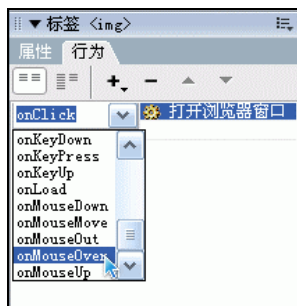 标签 <img>
属性 行为
onClick 打开浏览器窗口
onKeyDown
onKeyPress
onKeyUp
onLoad
onMouseDown
onMouseMove
onMouseOut
onMouseOver
onMouseUp